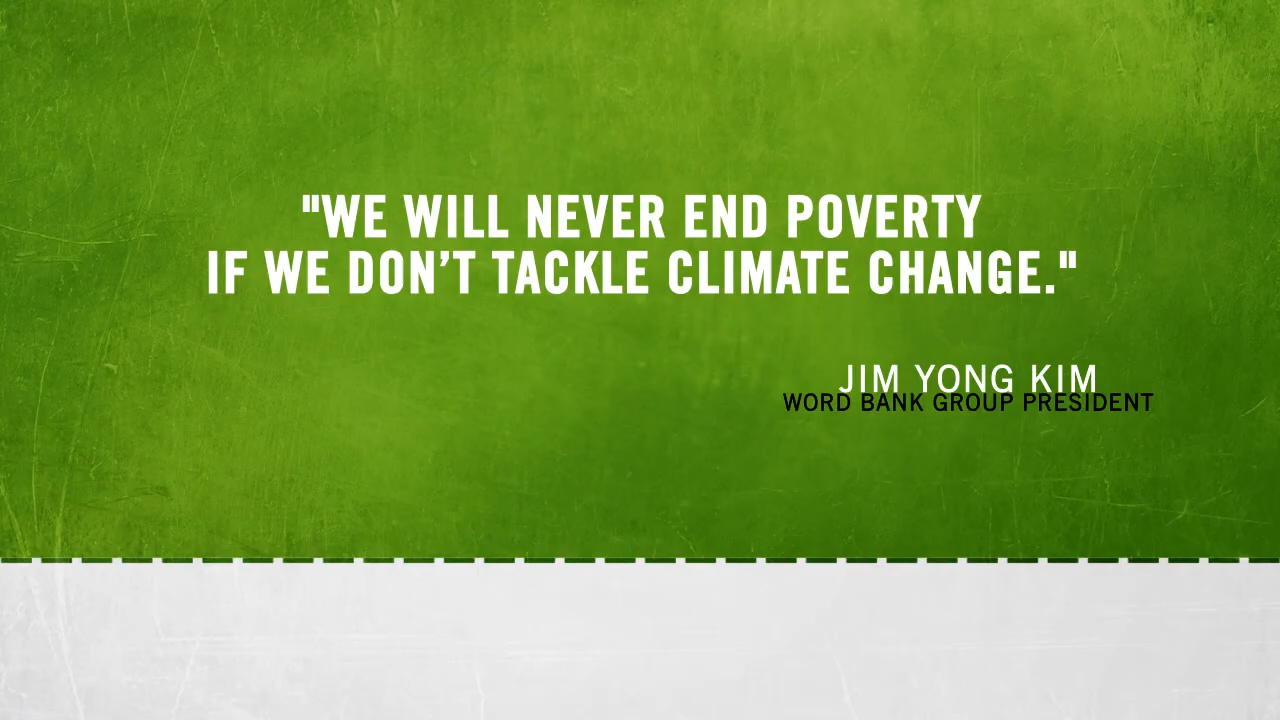 "WE WILL NEVER END POVERTY
IF WE DON’T TACKLE CLIMATE CHANGE."
JIM YONG KIM
WORD BANK GROUP PRESIDENT